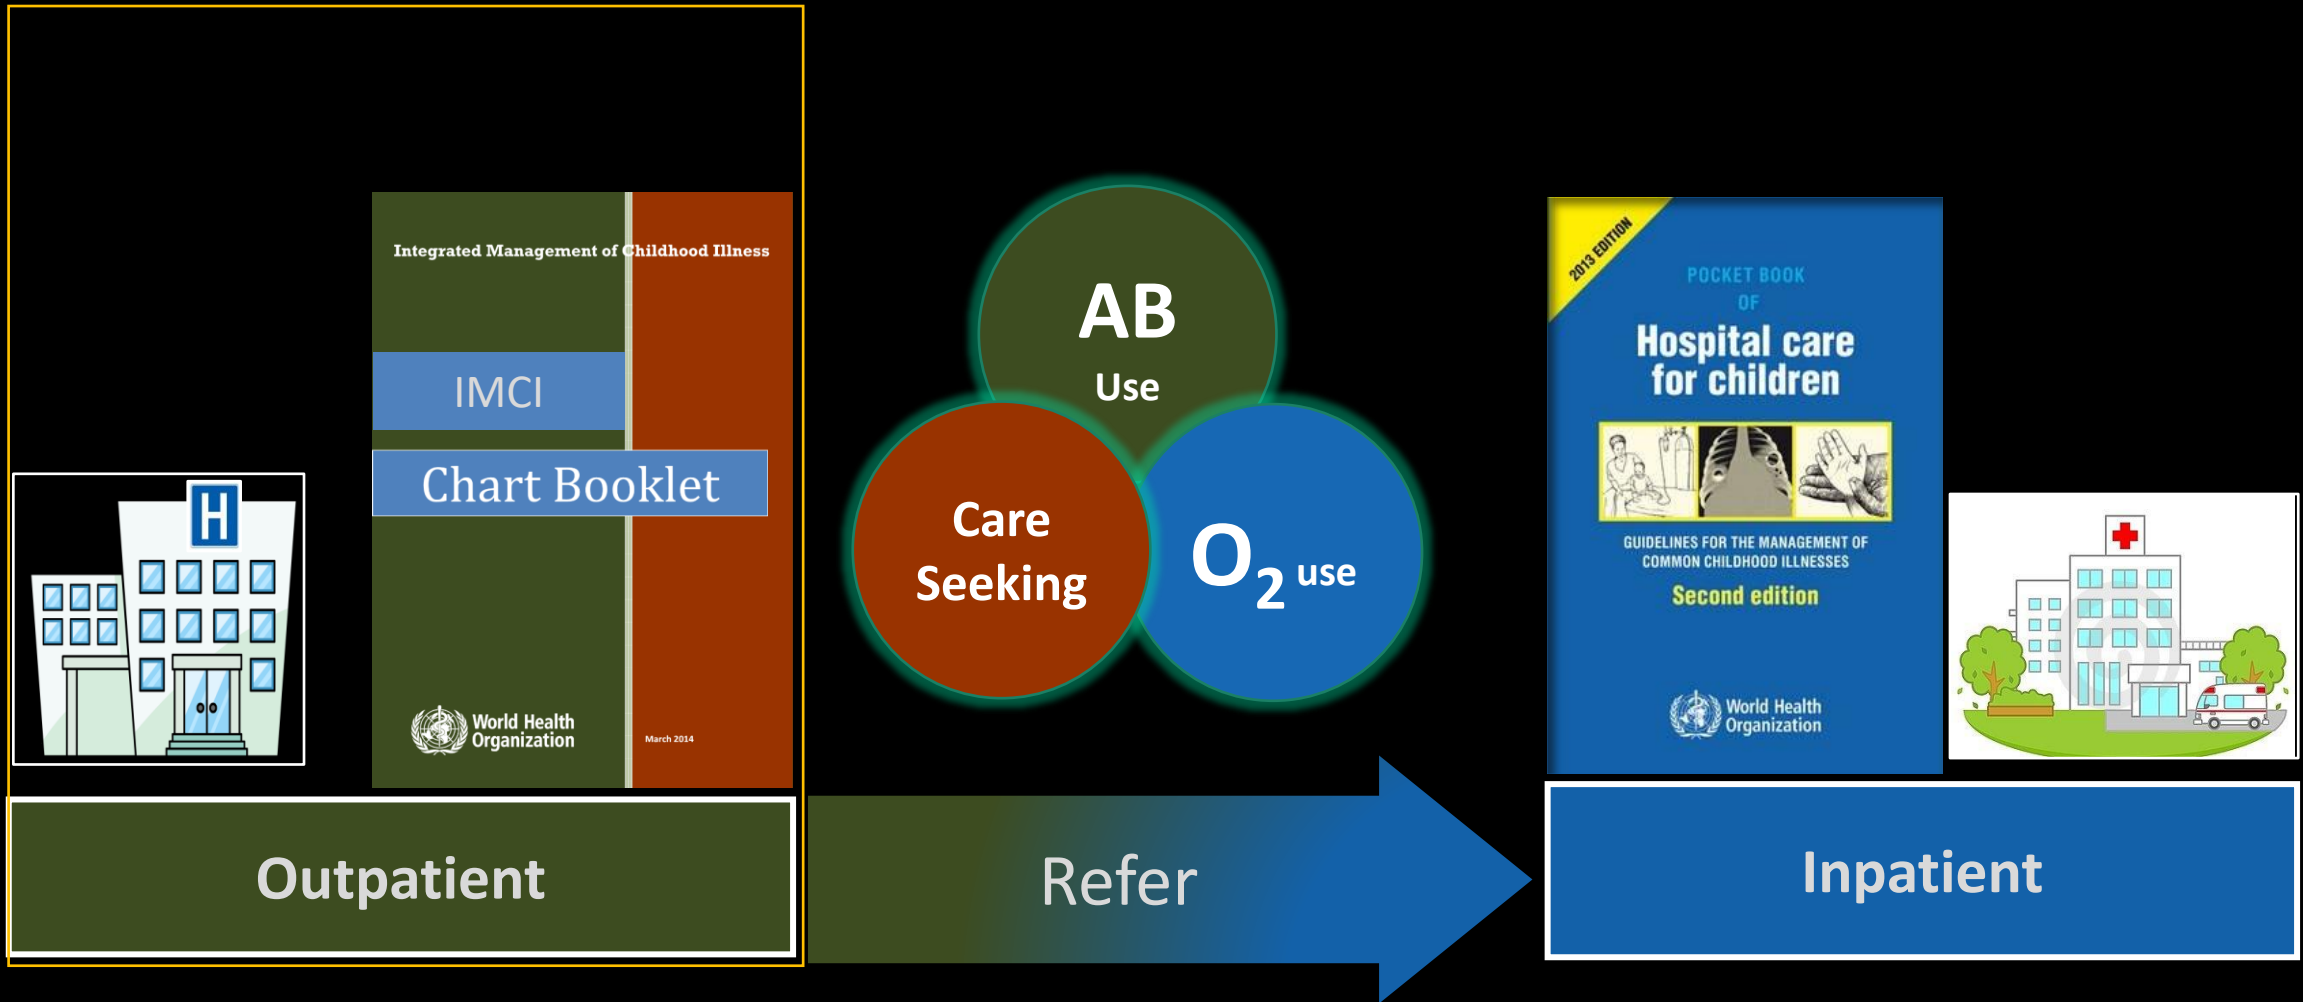 Integrated Management of Childhood Illness
IMCI
Chart Booklet
World Health
Organization
March 2014
H
Outpatient
AB
Use
Care
Seeking
O₂ use
Refer
2013 EDITION
POCKET BOOK
OF
Hospital care
for children
GUIDELINES FOR THE MANAGEMENT OF
COMMON CHILDHOOD ILLNESSES
Second edition
World Health
Organization
Inpatient